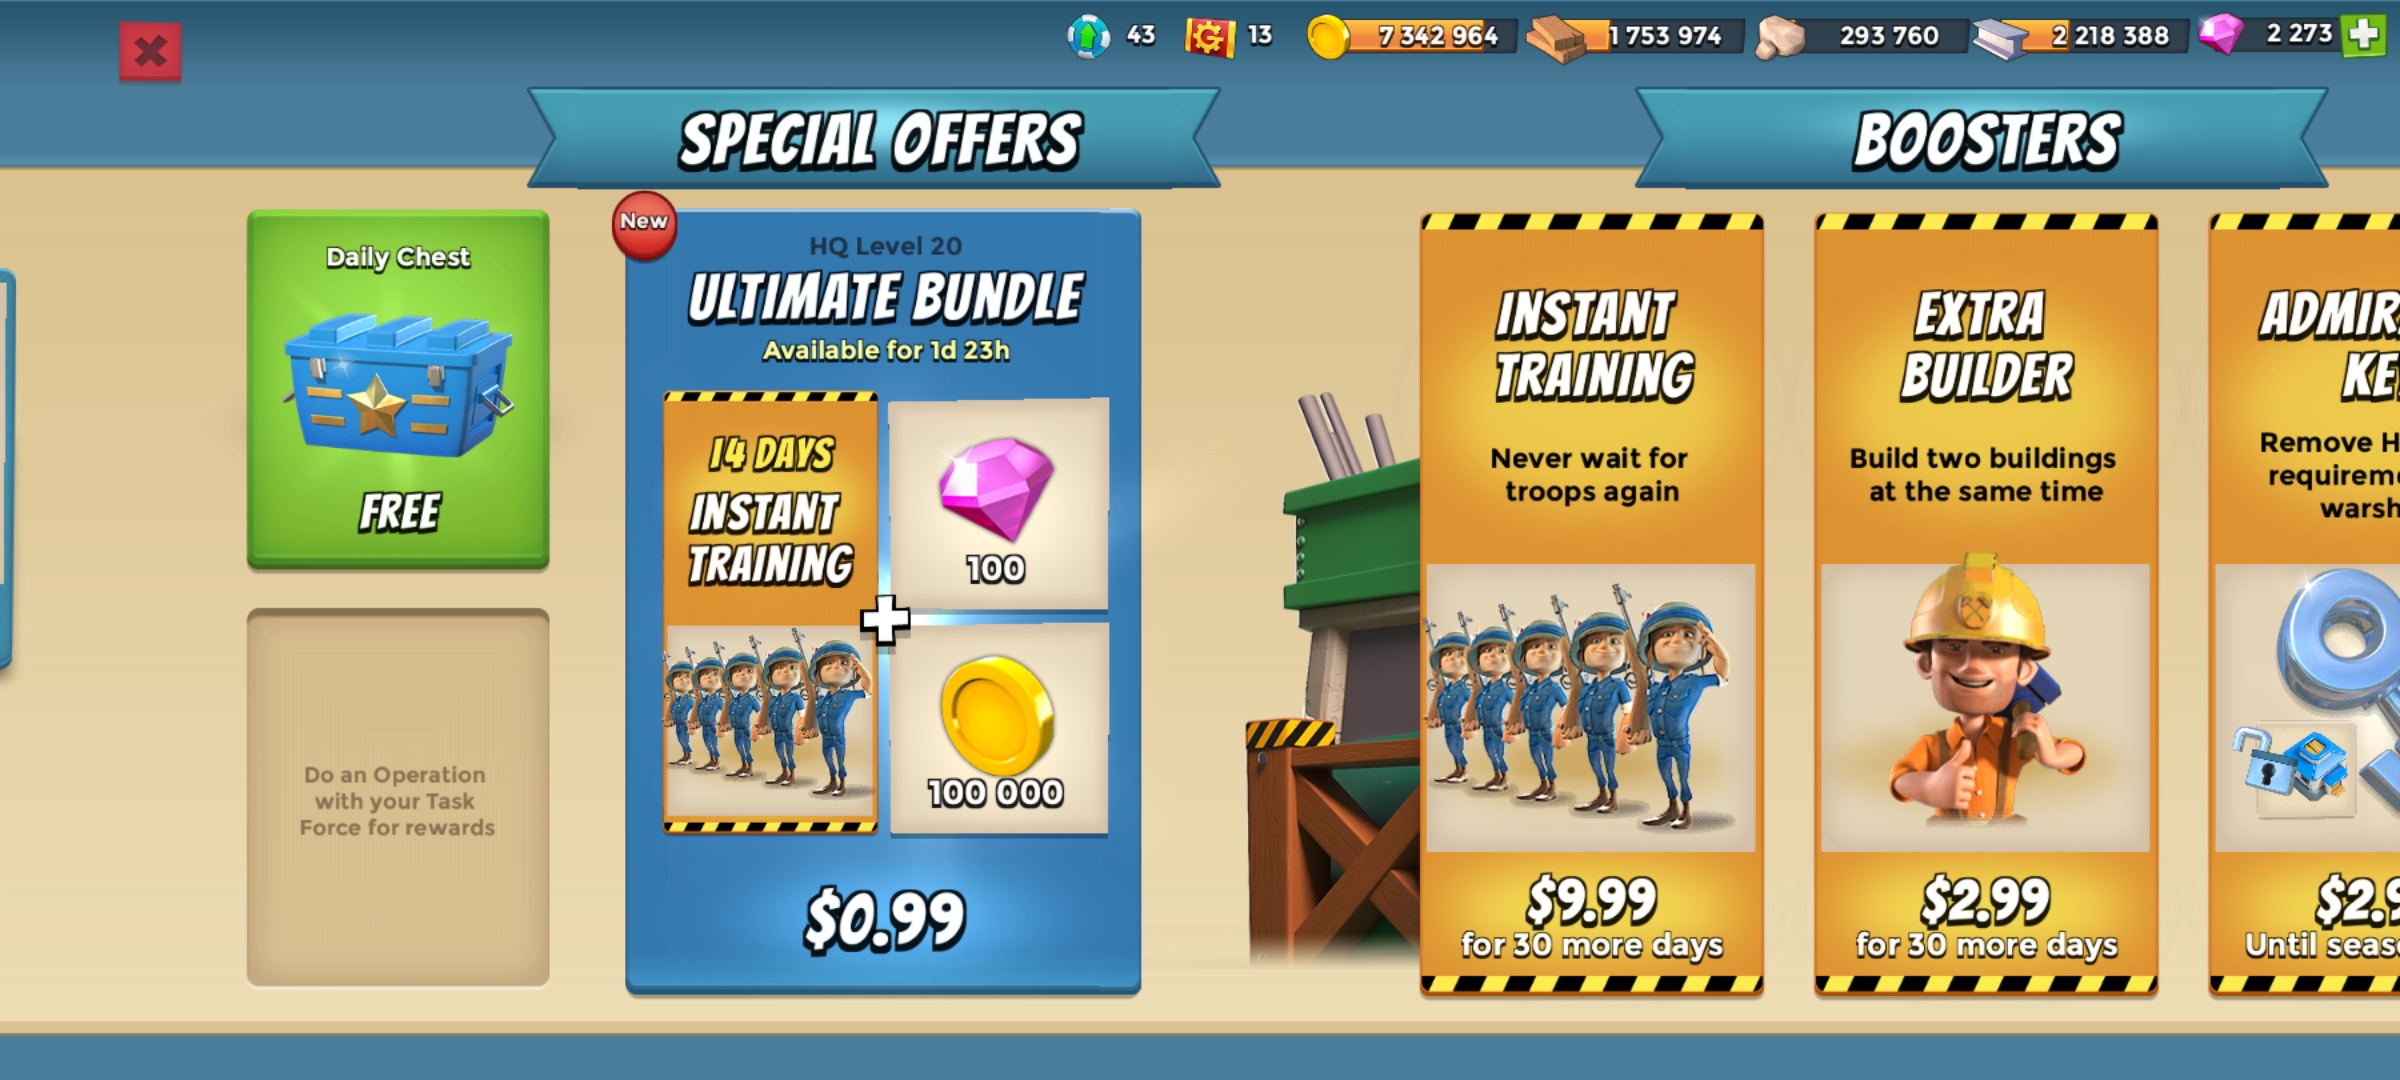 43
13
7 342 964
1 753 974
293 760
2 218 388
2 273
SPECIAL OFFERS
BOOSTERS
Daily Chest
FREE
Do an Operation
with your Task
Force for rewards
New
HQ Level 20
ULTIMATE BUNDLE
Available for 1d 23h
14 DAYS
INSTANT
TRAINING
100
100 000
$0.99
INSTANT
TRAINING
Never wait for
troops again
$9.99
for 30 more days
EXTRA
BUILDER
Build two buildings
at the same time
$2.99
for 30 more days
Remove
Until